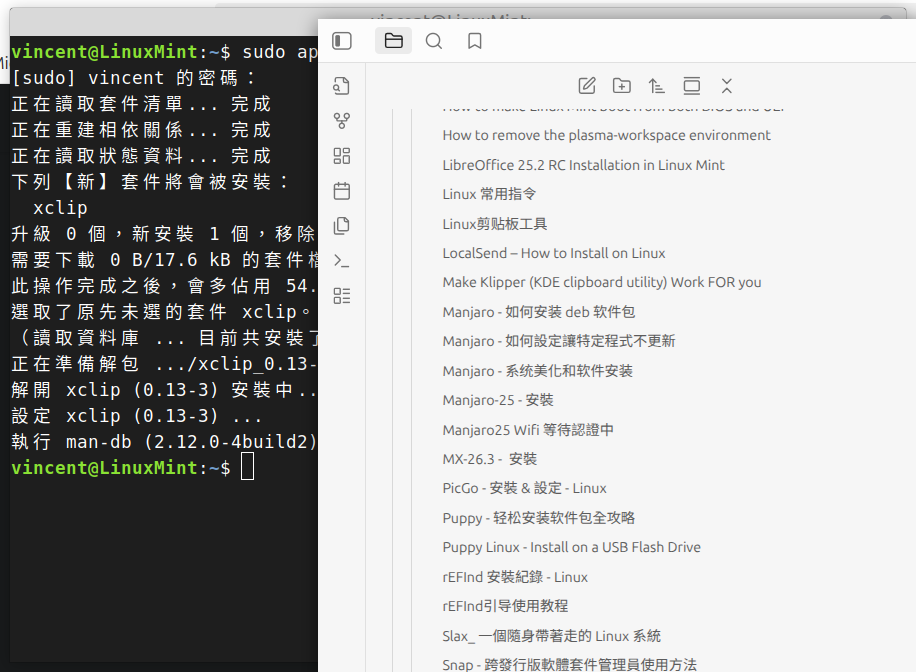 vincent@LinuxMint:~$ sudo ap
[sudo] vincent 的密碼：
正在讀取套件清單... 完成
正在重建相依關係... 完成
正在讀取狀態資料... 完成
下列【新】套件將會被安裝：
xclip
升級 0 個，新安裝 1 個，移除
需要下載 0 B/17.6 kB 的套件檔
此操作完成之後，會多佔用 54.
選取了原先未選的套件 xclip。
（讀取資料庫 ... 目前共安裝了
正在準備解包 .../xclip_0.13-
解開 xclip (0.13-3) 安裝中..
設定 xclip (0.13-3) ...
執行 man-db (2.12.0-4build2)
vincent@LinuxMint:~$
How to make Linux Mint boot from both BIOS and UEFI
How to remove the plasma-workspace environment
LibreOffice 25.2 RC Installation in Linux Mint
Linux 常用指令
Linux剪贴板工具
LocalSend – How to Install on Linux
Make Klipper (KDE clipboard utility) Work FOR you
Manjaro - 如何安装 deb 软件包
Manjaro - 如何設定讓特定程式不更新
Manjaro - 系统美化和软件安装
Manjaro-25 - 安裝
Manjaro25 Wifi 等待認證中
MX-26.3 - 安裝
PicGo - 安裝 & 設定 - Linux
Puppy - 轻松安装软件包全攻略
Puppy Linux - Install on a USB Flash Drive
rEFInd 安裝紀錄 - Linux
rEFInd引导使用教程
Slax_ 一個隨身帶著走的 Linux 系統
Snap - 跨發行版軟體套件管理員使用方法